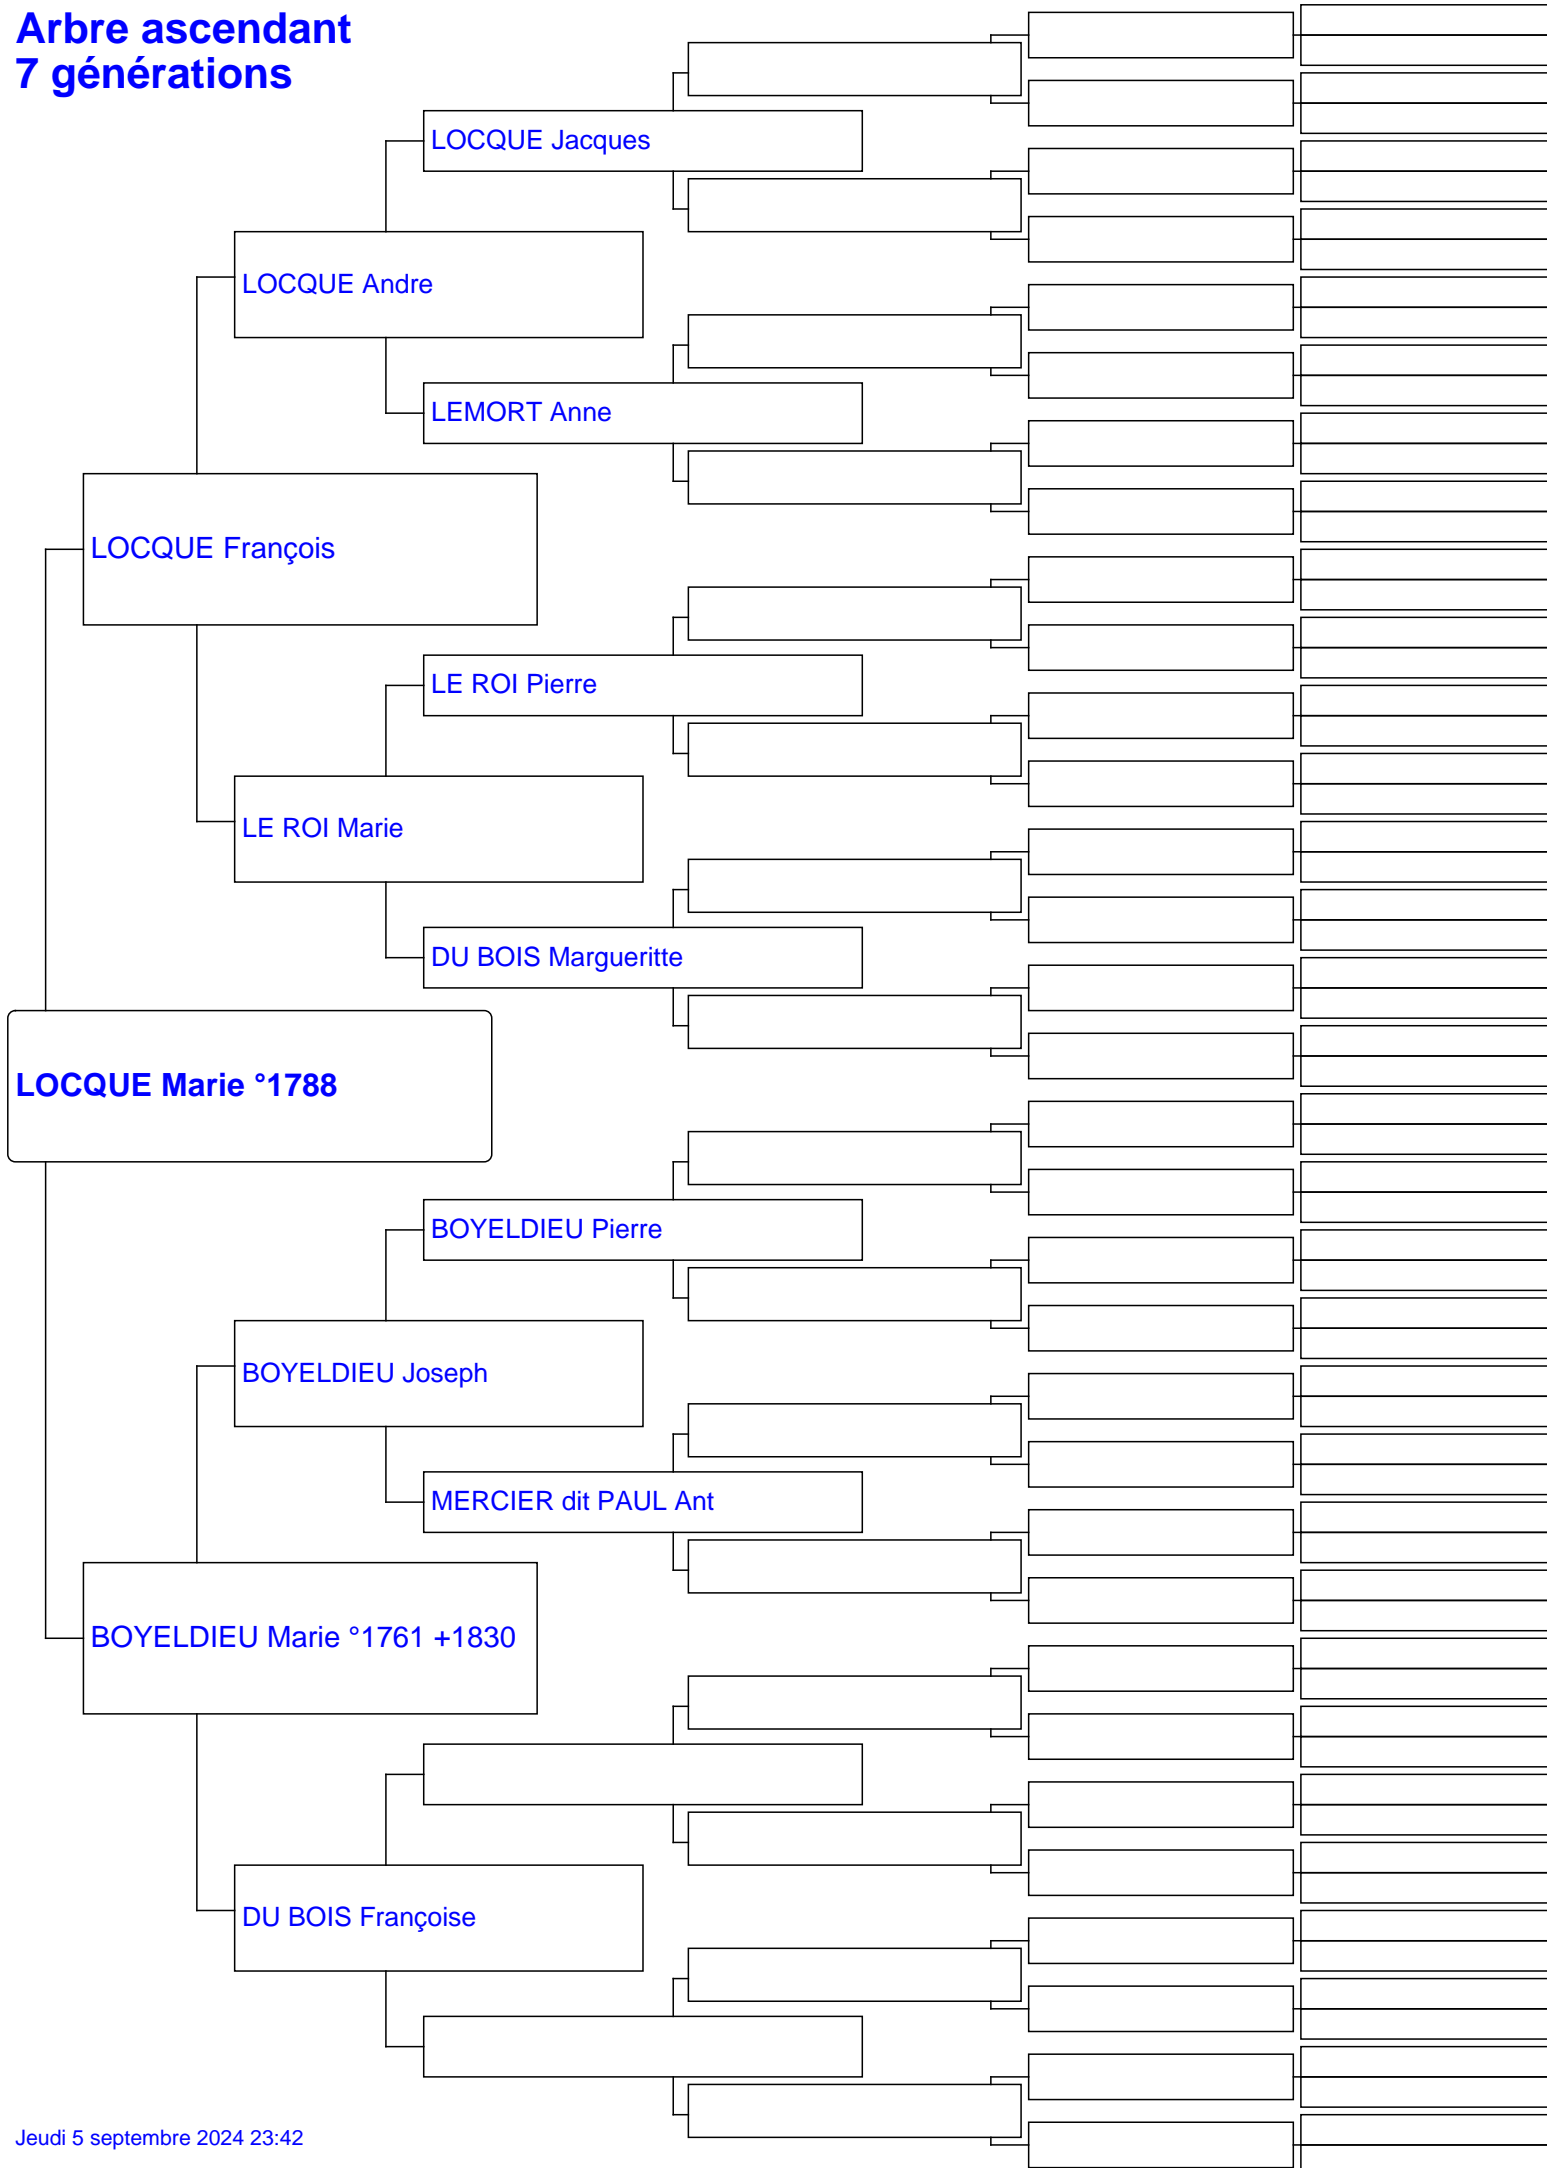 Arbre ascendant
7 générations
LOCQUE Jacques
LOCQUE Andre
LEMORT Anne
LOCQUE François
LE ROI Pierre
LE ROI Marie
DU BOIS Margueritte
LOCQUE Marie °1788
BOYELDIEU Pierre
BOYELDIEU Joseph
MERCIER dit PAUL Ant
BOYELDIEU Marie °1761 +1830
DU BOIS Françoise
Jeudi 5 septembre 2024 23:42